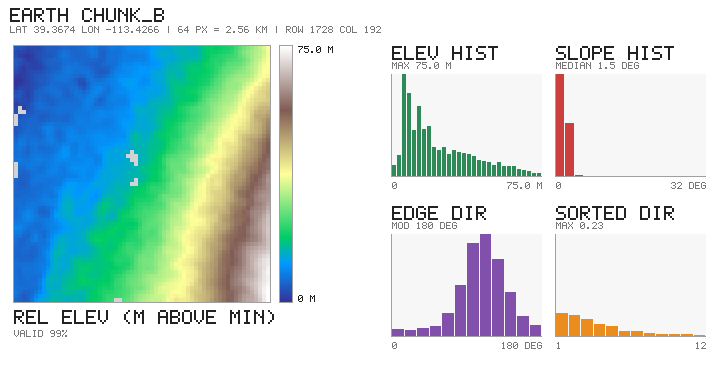 EARTH CHUNK_B
LAT 39.3674 LON -113.4266 | 64 PX = 2.56 KM | ROW 1728 COL 192
75.0 M
0 M
REL ELEV (M ABOVE MIN)
VALID 99%
ELEV HIST
MAX 75.0 M
0 75.0 M
SLOPE HIST
MEDIAN 1.5 DEG
0 32 DEG
EDGE DIR
MOD 180 DEG
0 180 DEG
SORTED DIR
MAX 0.23
1 12